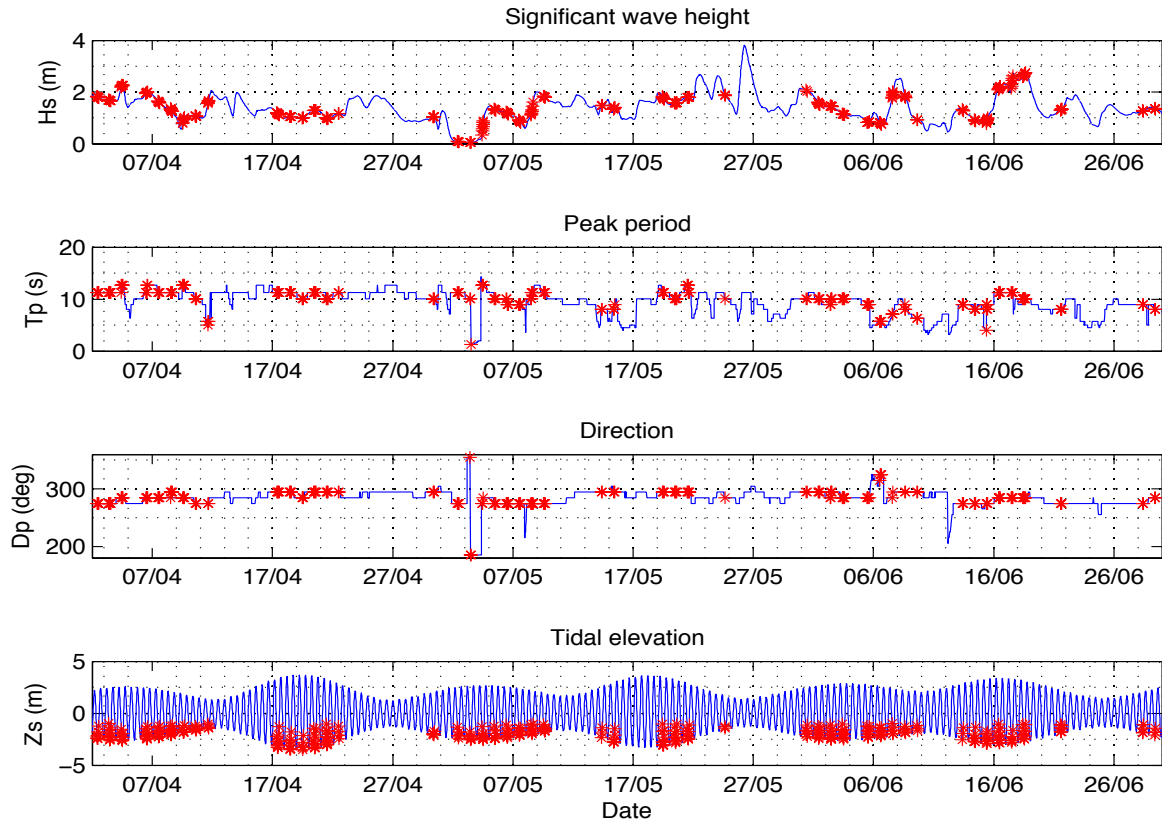 Significant wave height
4
2
0
Hs (m)
07/04 17/04 27/04 07/05 17/05 27/05 06/06 16/06 26/06
Peak period
20
10
0
Tp (s)
07/04 17/04 27/04 07/05 17/05 27/05 06/06 16/06 26/06
Direction
300
200
Dp (deg)
07/04 17/04 27/04 07/05 17/05 27/05 06/06 16/06 26/06
Tidal elevation
5
0
−5
Zs (m)
07/04 17/04 27/04 07/05 17/05 27/05 06/06 16/06 26/06
Date